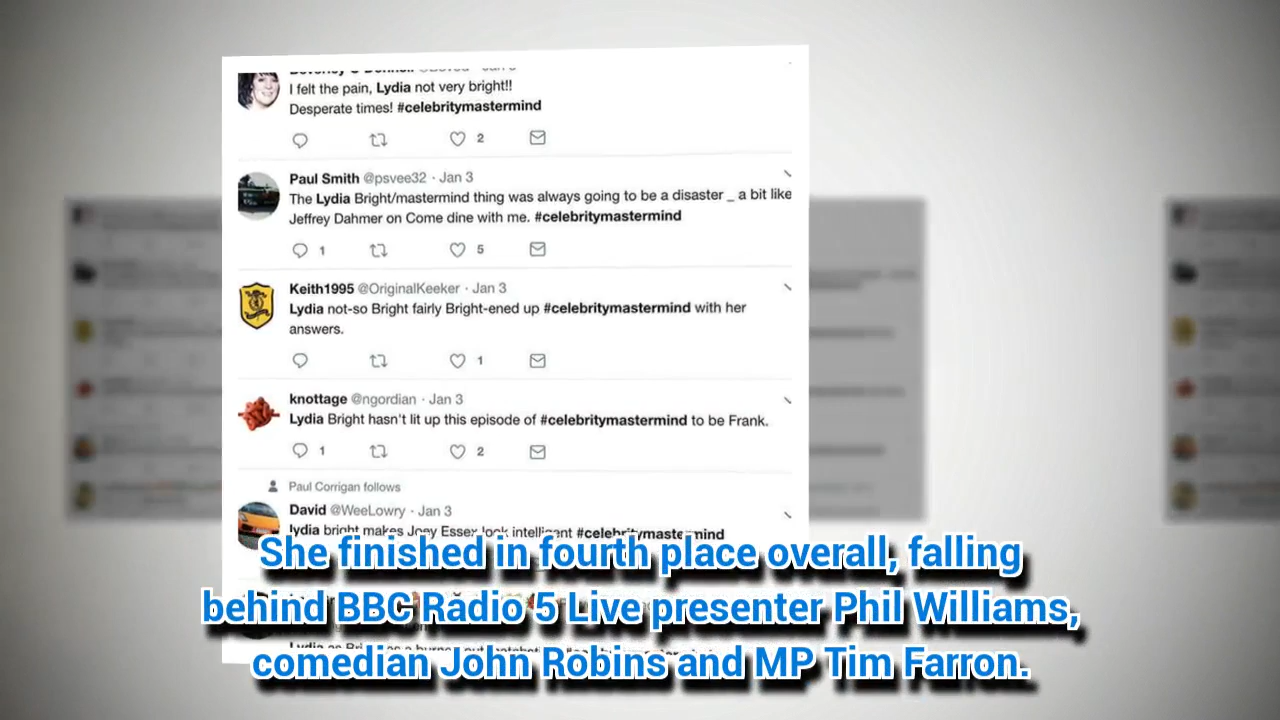 I felt the pain, Lydia not very bright!!
Desperate times! #celebritymastermind
2
Paul Smith @psvee32 · Jan 3
The Lydia Bright/mastermind thing was always going to be a disaster _ a bit like
Jeffrey Dahmer on Come dine with me. #celebritymastermind
1 5
Keith1995 @OriginalKeeker · Jan 3
Lydia not-so Bright fairly Bright-ened up #celebritymastermind with her
answers.
1
knottage @ngordian · Jan 3
Lydia Bright hasn't lit up this episode of #celebritymastermind to be Frank.
1 2
Paul Corrigan follows
David @WeeLowry · Jan 3
lydia bright makes Joey Essex look intelligent #celebritymastermind
She finished in fourth place overall, falling
behind BBC Radio 5 Live presenter Phil Williams,
comedian John Robins and MP Tim Farron.